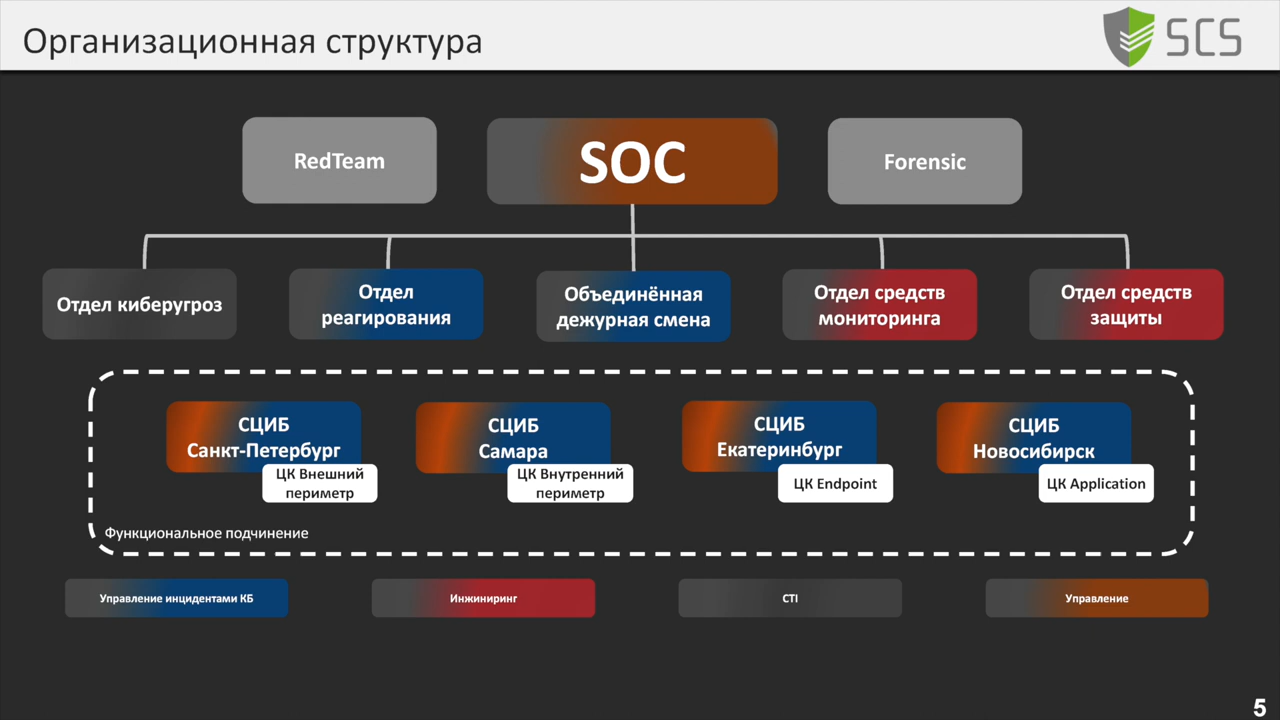 Организационная структура
SCS
RedTeam
SOC
Forensic
Отдел киберугроз
Отдел
реагирования
Объединённая
дежурная смена
Отдел средств
мониторинга
Отдел средств
защиты
СЦИБ
Санкт-Петербург
ЦК Внешний
периметр
СЦИБ
Самара
ЦК Внутренний
периметр
СЦИБ
Екатеринбург
ЦК Endpoint
СЦИБ
Новосибирск
ЦК Application
Функциональное подчинение
Управление инцидентами КБ
Инжиниринг
CTI
Управление
5